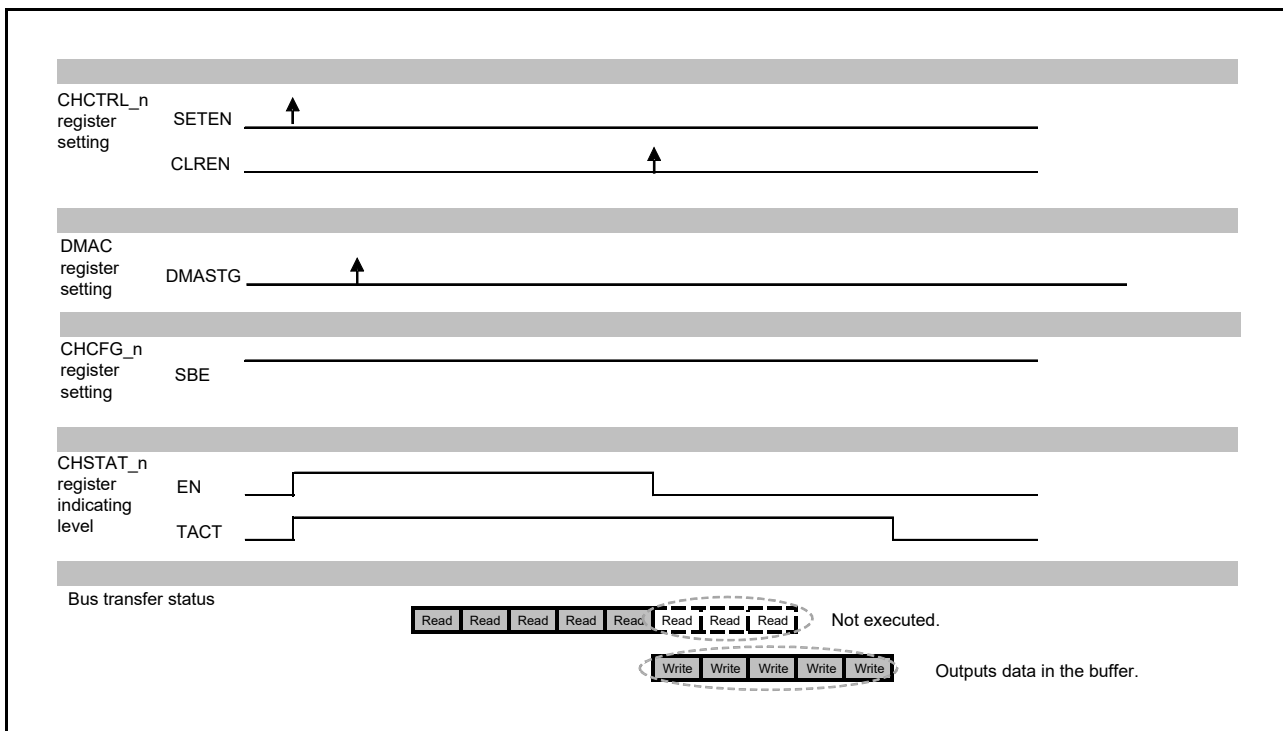 CHCTRL_n
register
setting
SETEN
CLREN
DMAC
register
setting
DMASTG
CHCFG_n
register
setting
SBE
CHSTAT_n
register
indicating
level
EN
TACT
Bus transfer status
Read Read Read Read Read Read Read Read Not executed.
Write Write Write Write Write Outputs data in the buffer.